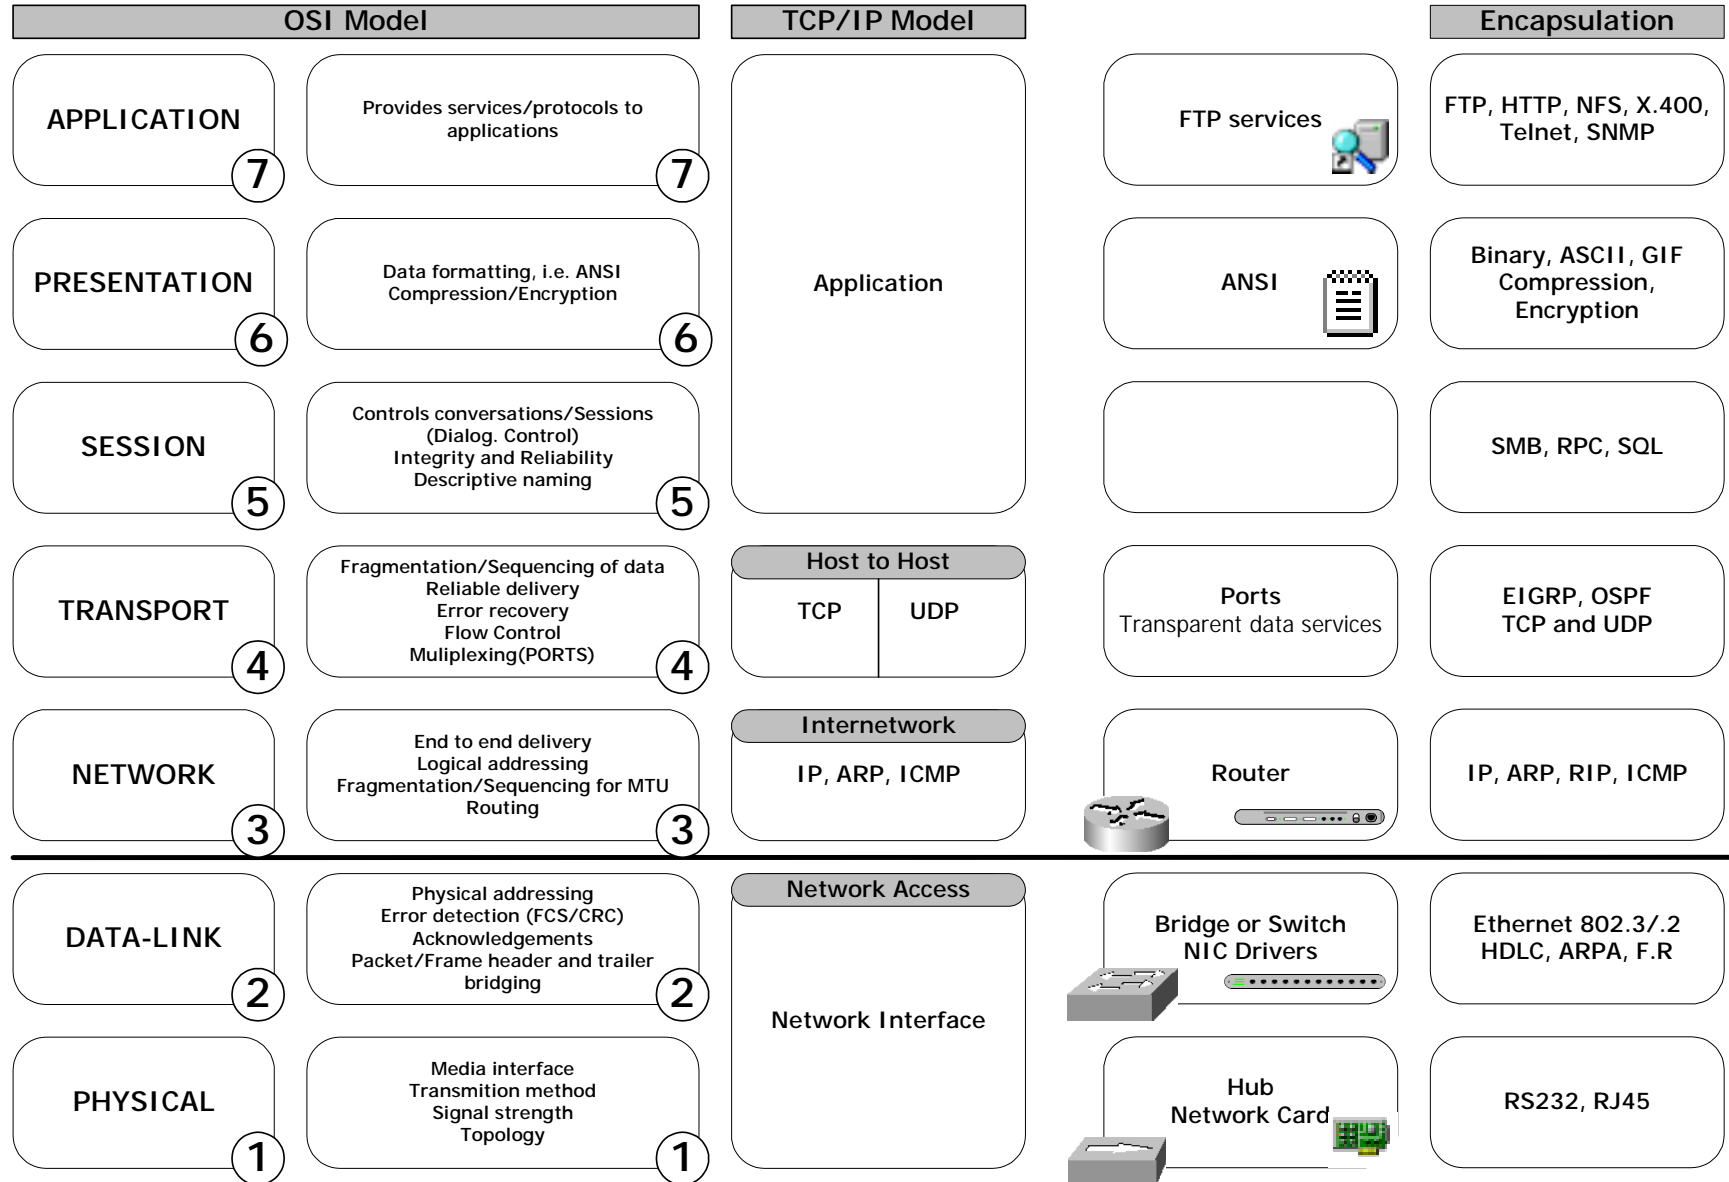 OSI Model
TCP/IP Model
Encapsulation
APPLICATION
7
Provides services/protocols to
applications
7
Application
FTP services
FTP, HTTP, NFS, X.400,
Telnet, SNMP
PRESENTATION
6
Data formatting, i.e. ANSI
Compression/Encryption
6
ANSI
Binary, ASCII, GIF
Compression,
Encryption
SESSION
5
Controls conversations/Sessions
(Dialog. Control)
Integrity and Reliability
Descriptive naming
5
SMB, RPC, SQL
TRANSPORT
4
Fragmentation/Sequencing of data
Reliable delivery
Error recovery
Flow Control
Muliplexing(PORTS)
4
Host to Host
TCP
UDP
Ports
Transparent data services
EIGRP, OSPF
TCP and UDP
NETWORK
3
End to end delivery
Logical addressing
Fragmentation/Sequencing for MTU
Routing
3
Internetwork
IP, ARP, ICMP
Router
IP, ARP, RIP, ICMP
DATA-LINK
2
Physical addressing
Error detection (FCS/CRC)
Acknowledgements
Packet/Frame header and trailer
bridging
2
Network Access
Network Interface
Bridge or Switch
NIC Drivers
Ethernet 802.3/.2
HDLC, ARPA, F.R
PHYSICAL
1
Media interface
Transmition method
Signal strength
Topology
1
Hub
Network Card
RS232, RJ45